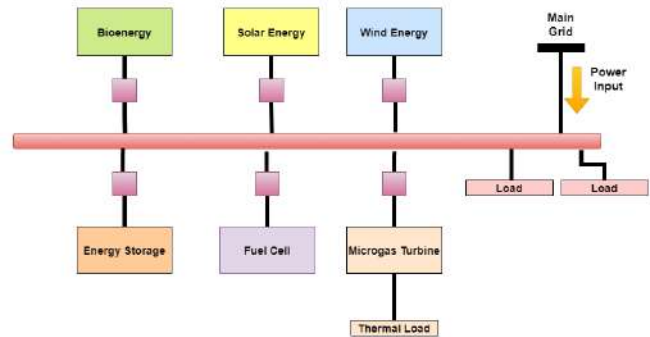 Bioenergy
Solar Energy
Wind Energy
Main
Grid
Power
Input
Load
Load
Energy Storage
Fuel Cell
Microgas Turbine
Thermal Load